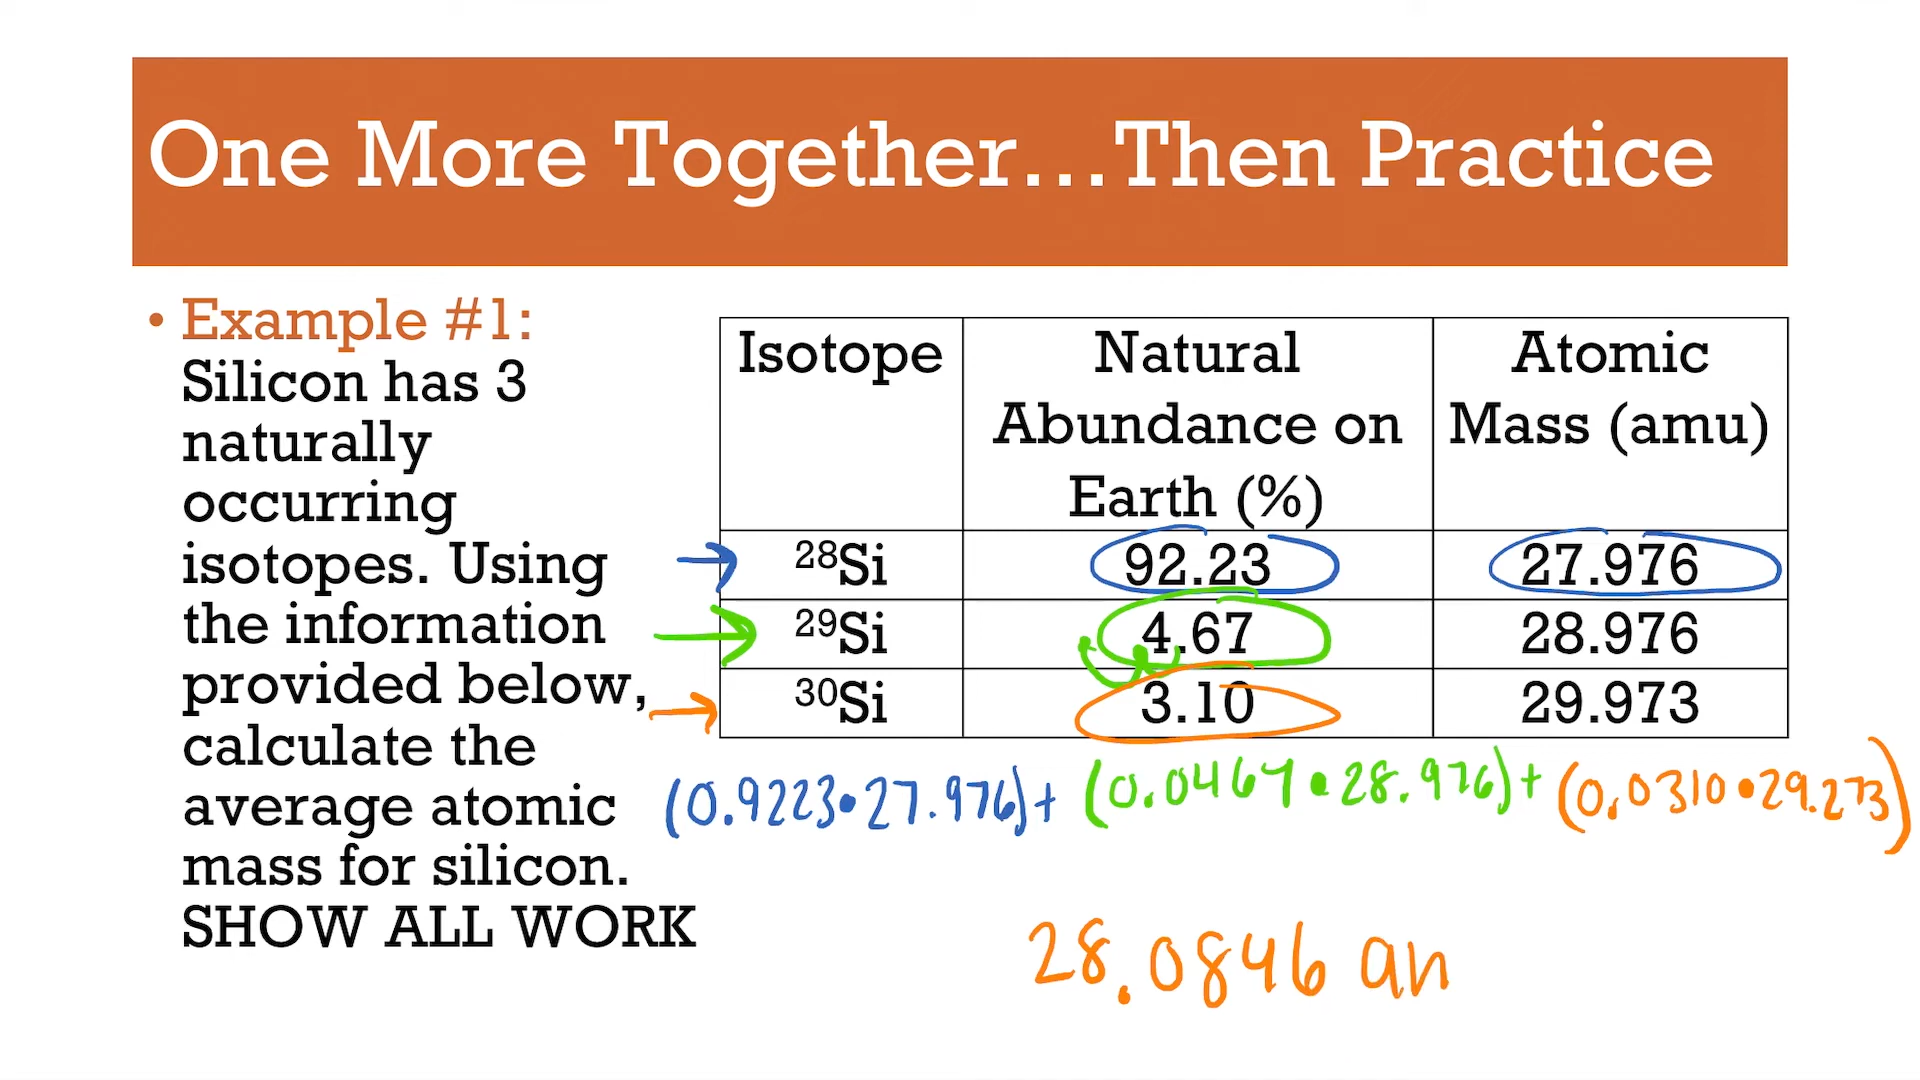 One More Together...Then Practice
• Example #1:
Silicon has 3
naturally
occurring
isotopes. Using
the information
provided below,
calculate the
average atomic
mass for silicon.
SHOW ALL WORK
Isotope Natural Abundance on Earth (%) Atomic Mass (amu)
²⁸Si 92.23 27.976
²⁹Si 4.67 28.976
³⁰Si 3.10 29.973
(0.9223•27.976)+ (0.0467•28.976)+ (0.0310•29.273)
28.0846 am